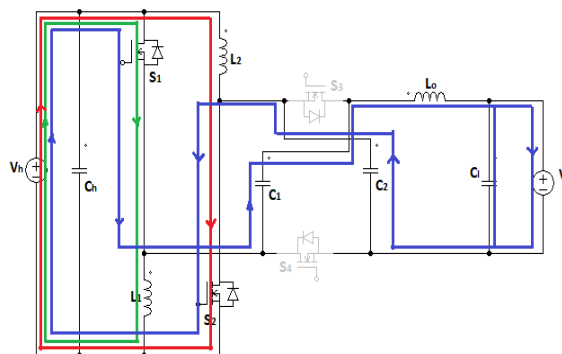 L₂
S₁
S₃
Lₒ
Vₕ
Cₕ
C₁
C₂
Cₗ
V
L₁
S₄
S₂